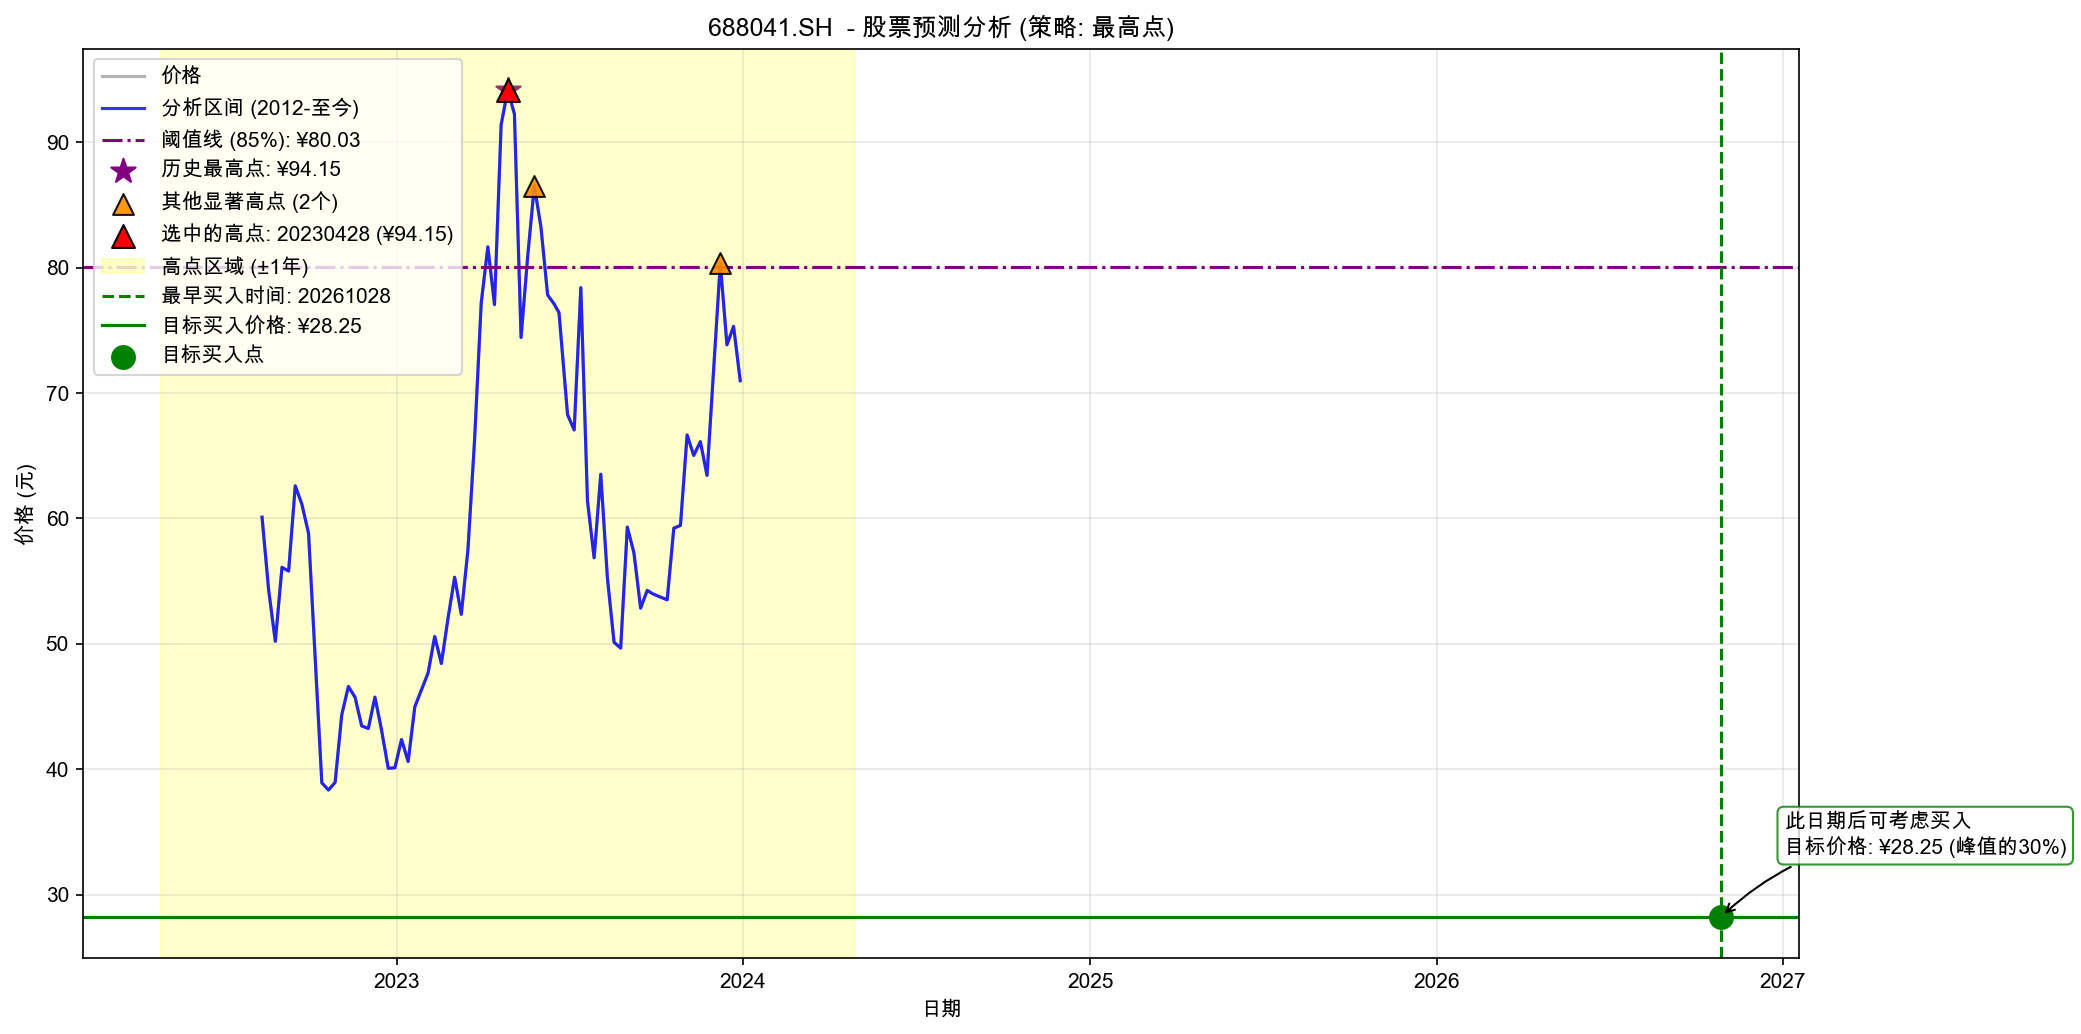 688041.SH  - 股票预测分析 (策略: 最高点)
价格
分析区间 (2012-至今)
阈值线 (85%): ¥80.03
历史最高点: ¥94.15
其他显著高点 (2个)
选中的高点: 20230428 (¥94.15)
高点区域 (±1年)
最早买入时间: 20261028
目标买入价格: ¥28.25
目标买入点
价格 (元)
90
80
70
60
50
40
30
此日期后可考虑买入
目标价格: ¥28.25 (峰值的30%)
2023
2024
2025
2026
2027
日期